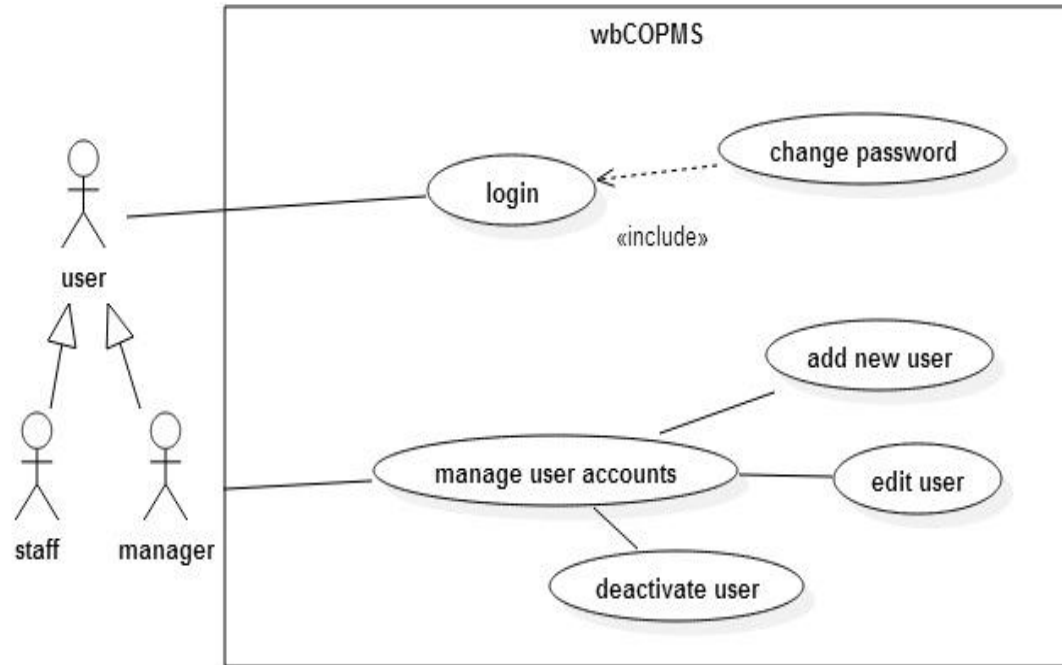 wbCOPMS
change password
login
«include»
user
add new user
manage user accounts
edit user
staff
manager
deactivate user